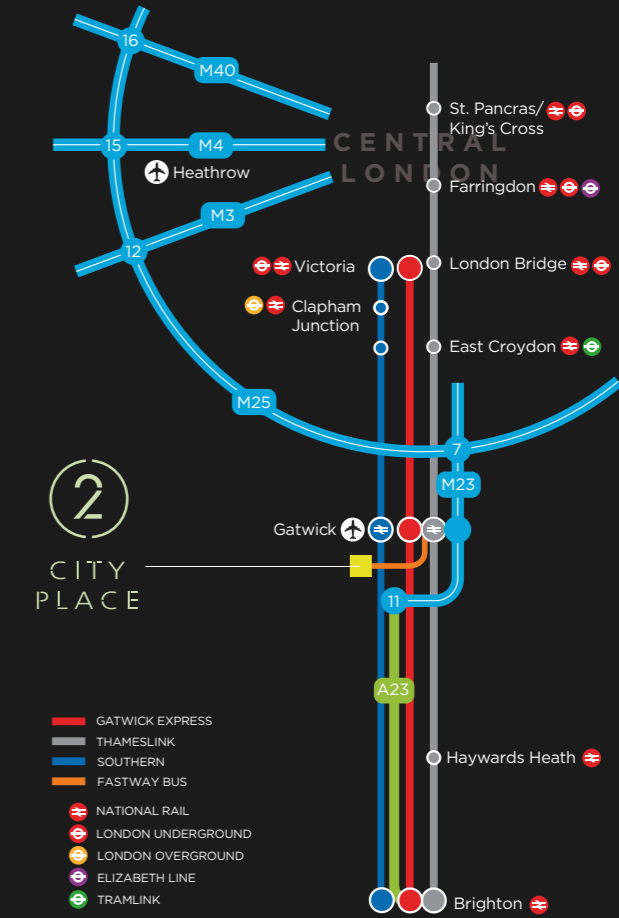 16
M40
St. Pancras/
King's Cross
15
M4
CENTRAL
LONDON
Heathrow
Farringdon
M3
12
Victoria
London Bridge
Clapham
Junction
East Croydon
M25
7
M23
2
CITY
PLACE
Gatwick
11
A23
GATWICK EXPRESS
THAMESLINK
SOUTHERN
FASTWAY BUS
Haywards Heath
NATIONAL RAIL
LONDON UNDERGROUND
LONDON OVERGROUND
ELIZABETH LINE
TRAMLINK
Brighton